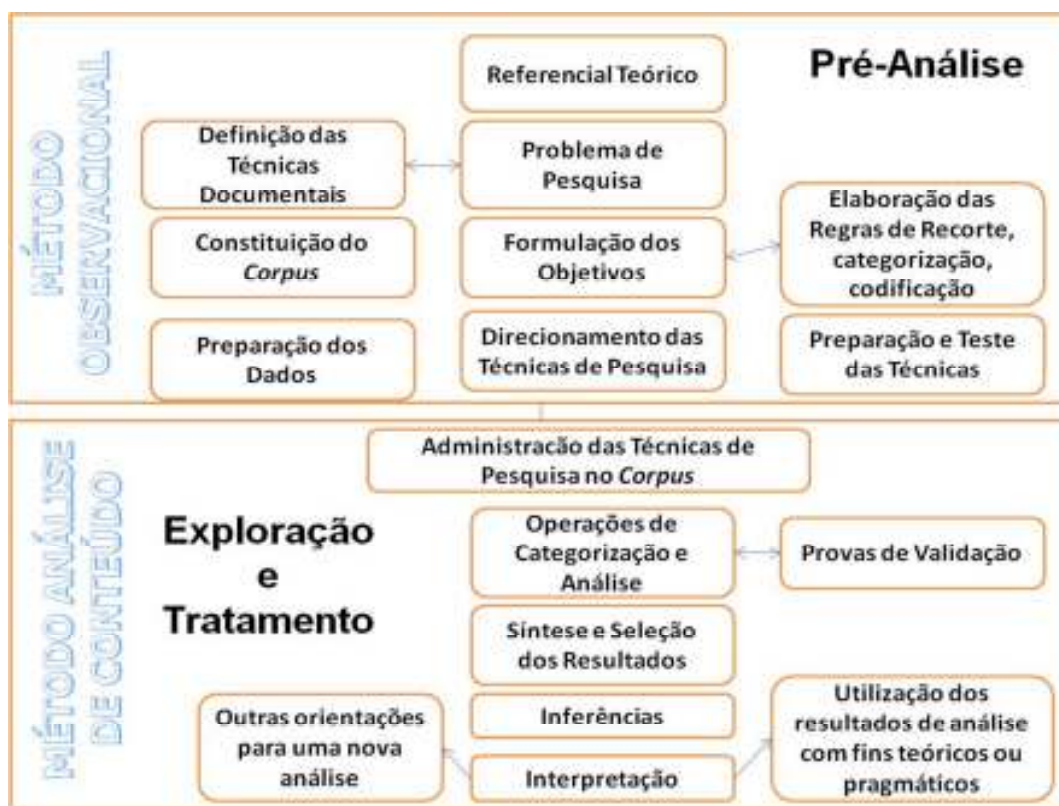 MÉTODO
OBSERVACIONAL
Pré-Análise
Referencial Teórico
Definição das
Técnicas
Documentais
Problema de
Pesquisa
Constituição do
Corpus
Formulação dos
Objetivos
Elaboração das
Regras de Recorte,
categorização,
codificação
Preparação dos
Dados
Direcionamento das
Técnicas de Pesquisa
Preparação e Teste
das Técnicas
MÉTODO ANÁLISE
DE CONTEÚDO
Administracão das Técnicas de
Pesquisa no Corpus
Exploração
e
Tratamento
Operações de
Categorização e
Análise
Provas de Validação
Síntese e Seleção
dos Resultados
Inferências
Interpretação
Outras orientações
para uma nova
análise
Utilização dos
resultados de análise
com fins teóricos ou
pragmáticos